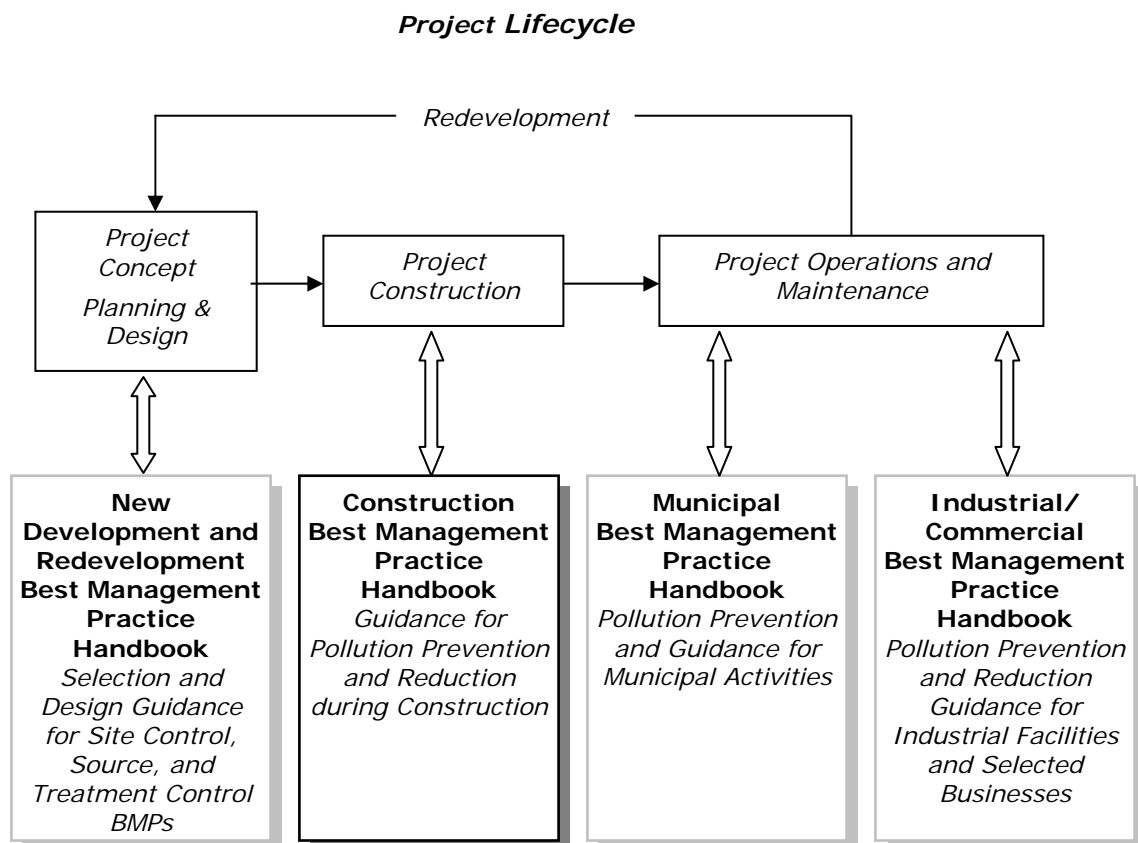 Project Lifecycle
Redevelopment
Project
Concept
Planning &
Design
Project
Construction
Project Operations and
Maintenance
New
Development and
Redevelopment
Best Management
Practice
Handbook
Selection and
Design Guidance
for Site Control,
Source, and
Treatment Control
BMPs
Construction
Best Management
Practice
Handbook
Guidance for
Pollution Prevention
and Reduction
during Construction
Municipal
Best Management
Practice
Handbook
Pollution Prevention
and Guidance for
Municipal Activities
Industrial/
Commercial
Best Management
Practice
Handbook
Pollution Prevention
and Reduction
Guidance for
Industrial Facilities
and Selected
Businesses